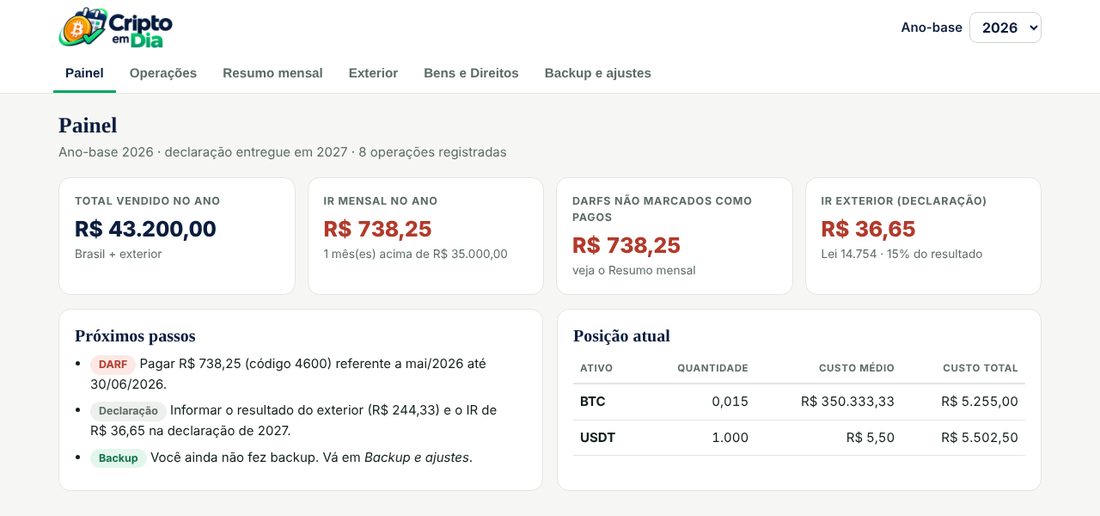 Cripto
em Dia
Ano-base 2026
Painel Operações Resumo mensal Exterior Bens e Direitos Backup e ajustes
Painel
Ano-base 2026 · declaração entregue em 2027 · 8 operações registradas
TOTAL VENDIDO NO ANO
R$ 43.200,00
Brasil + exterior
IR MENSAL NO ANO
R$ 738,25
1 mês(es) acima de R$ 35.000,00
DARFS NÃO MARCADOS COMO
PAGOS
R$ 738,25
veja o Resumo mensal
IR EXTERIOR (DECLARAÇÃO)
R$ 36,65
Lei 14.754 · 15% do resultado
Próximos passos
• DARF Pagar R$ 738,25 (código 4600) referente a mai/2026 até
30/06/2026.
• Declaração Informar o resultado do exterior (R$ 244,33) e o IR de
R$ 36,65 na declaração de 2027.
• Backup Você ainda não fez backup. Vá em Backup e ajustes.
Posição atual
ATIVO QUANTIDADE CUSTO MÉDIO CUSTO TOTAL
BTC 0,015 R$ 350.333,33 R$ 5.255,00
USDT 1.000 R$ 5,50 R$ 5.502,50